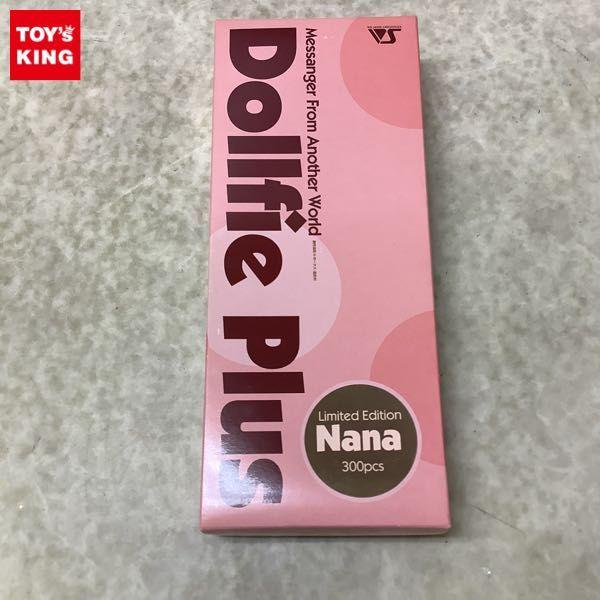 TOY's
KING
Messanger From Another World
Dollfie Plus
Limited Edition
Nana
300pcs